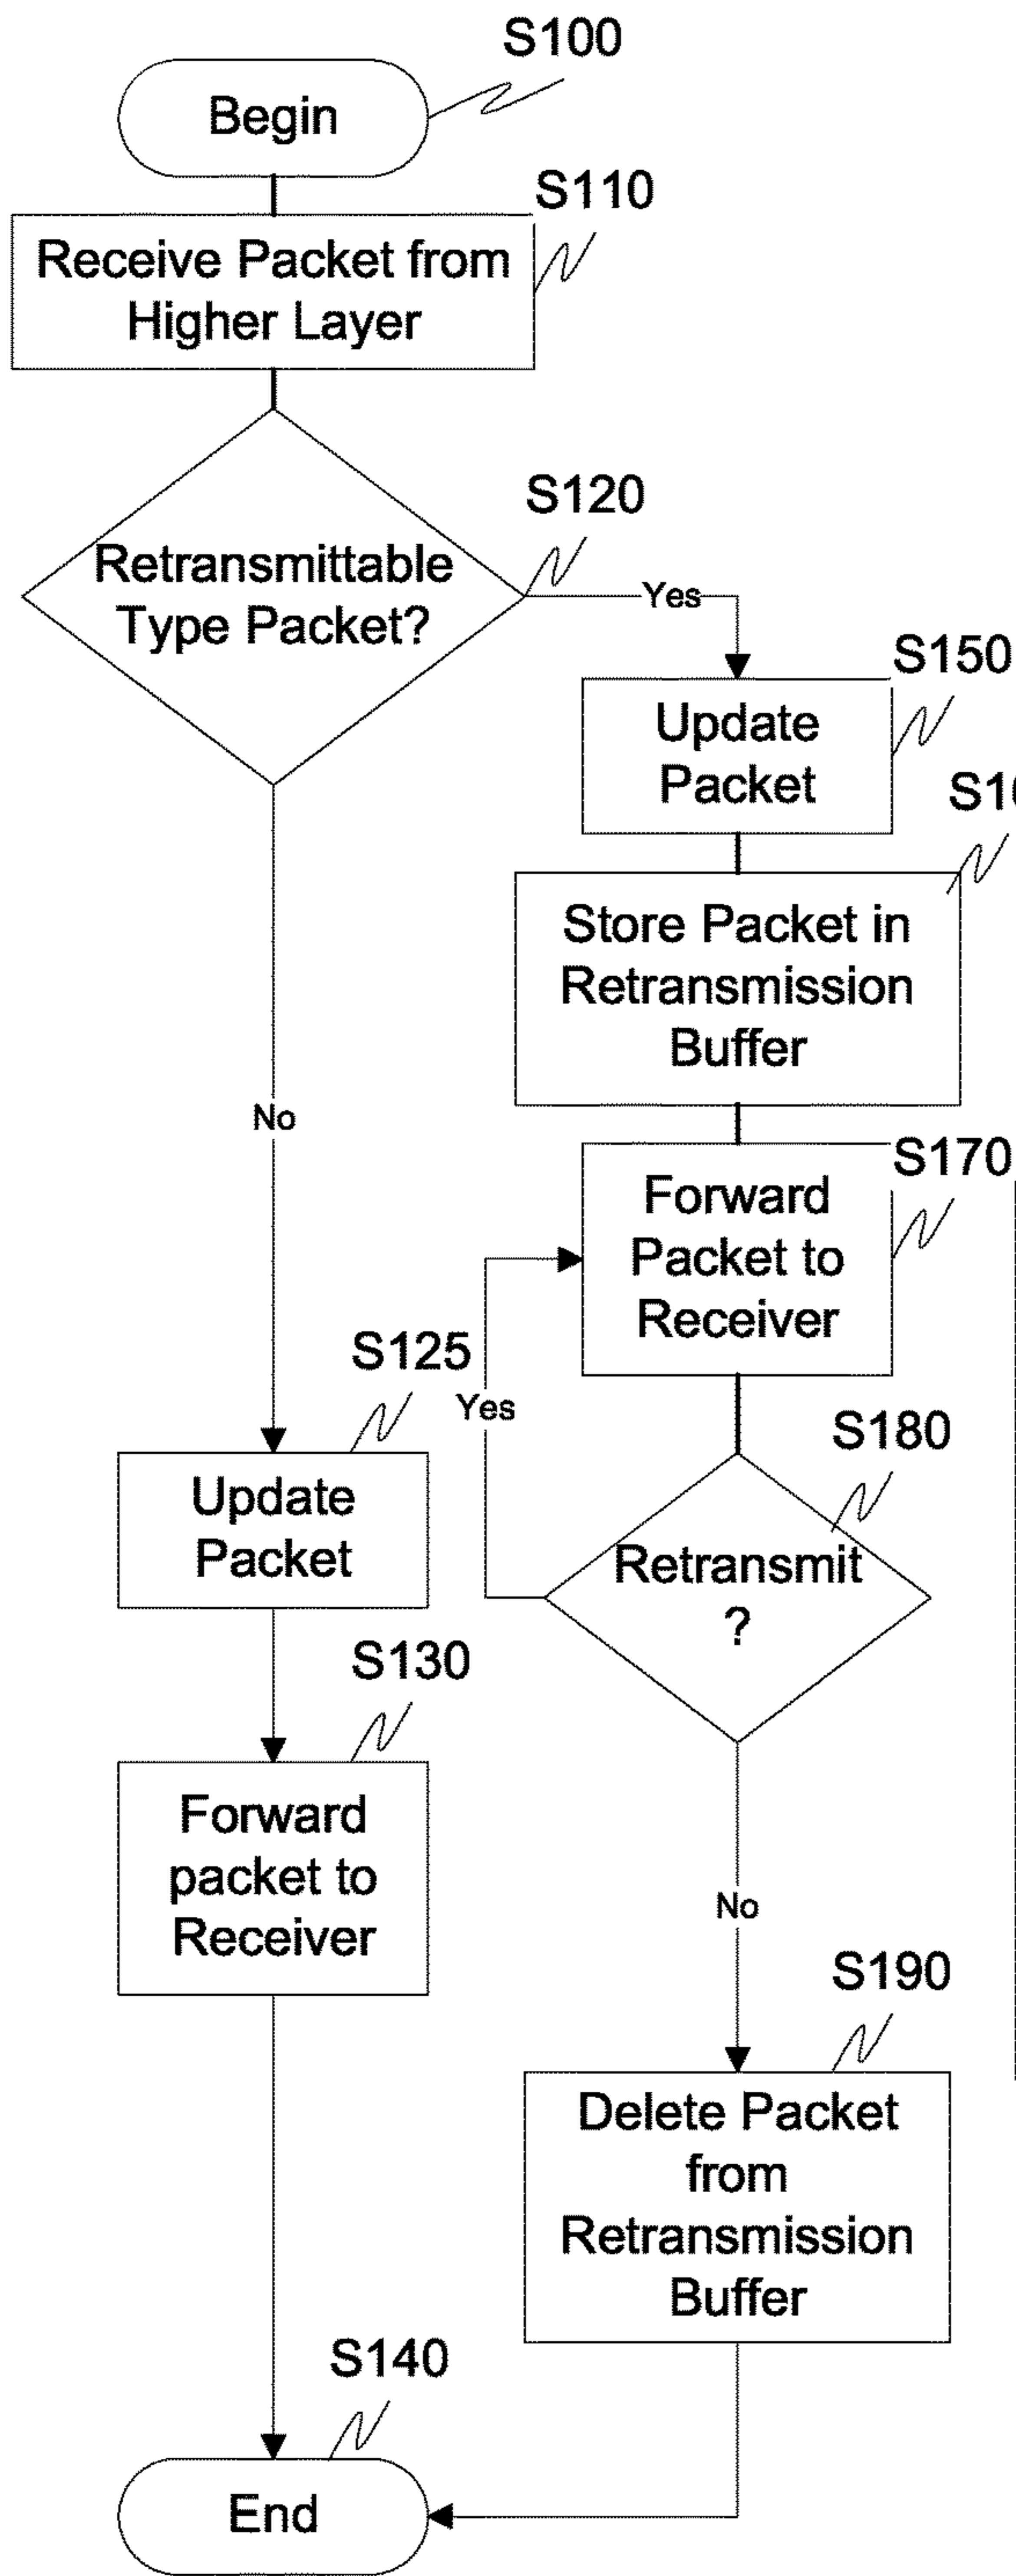 S100
Begin
S110
Receive Packet from
Higher Layer
S120
Retransmittable
Type Packet?
Yes
S150
Update
Packet
Store Packet in
Retransmission
Buffer
No
S170
Forward
Packet to
Receiver
S125
Yes
S180
Update
Packet
Retransmit
?
S130
Forward
packet to
Receiver
No
S190
Delete Packet
from
Retransmission
Buffer
S140
End